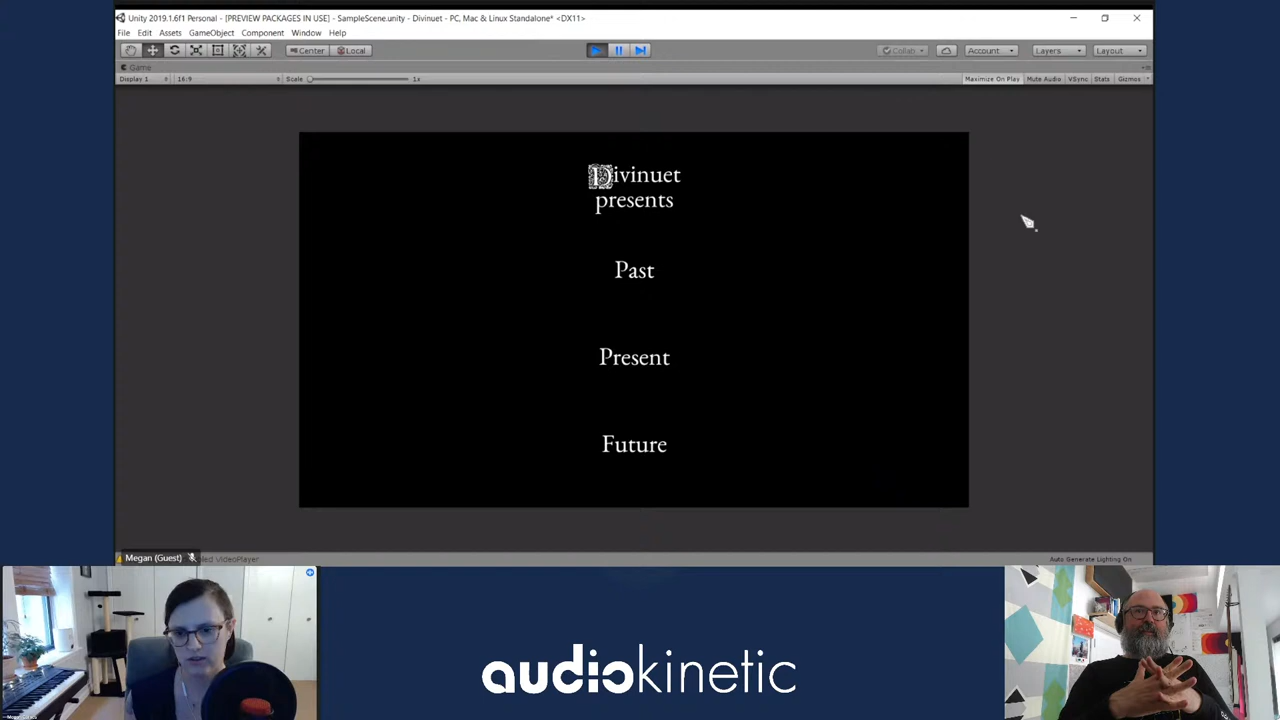 Unity 2019.1.6f1 Personal - [PREVIEW PACKAGES IN USE] - SampleScene.unity - Divinuet - PC, Mac & Linux Standalone* <DX11>
File Edit Assets GameObject Component Window Help
Center Local Collab Account Layers Layout
Game
Display 1 16:9 Scale 1x Maximize On Play Mute Audio VSync Stats Gizmos
Divinuet
presents
Past
Present
Future
Megan (Guest) VideoPlayer Auto Generate Lighting On
audiokinetic